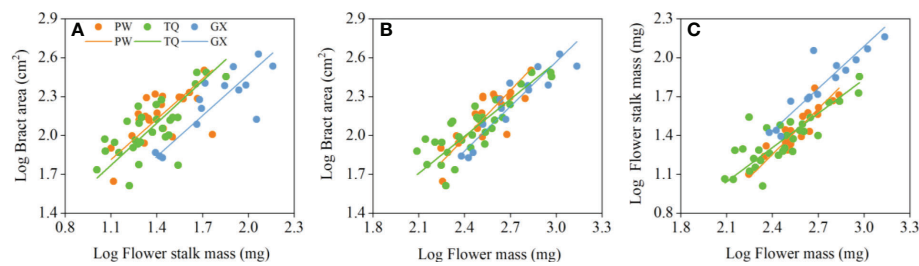 A
PW TQ GX
PW TQ GX
Log Bract area (cm²)
2.9
2.6
2.3
2.0
1.7
1.4
0.8 1.1 1.4 1.7 2.0 2.3
Log Flower stalk mass (mg)
B
Log Bract area (cm²)
2.9
2.6
2.3
2.0
1.7
1.4
1.8 2.1 2.4 2.7 3.0 3.3
Log Flower mass (mg)
C
Log Flower stalk mass (mg)
2.3
2.0
1.7
1.4
1.1
0.8
1.8 2.1 2.4 2.7 3.0 3.3
Log Flower mass (mg)